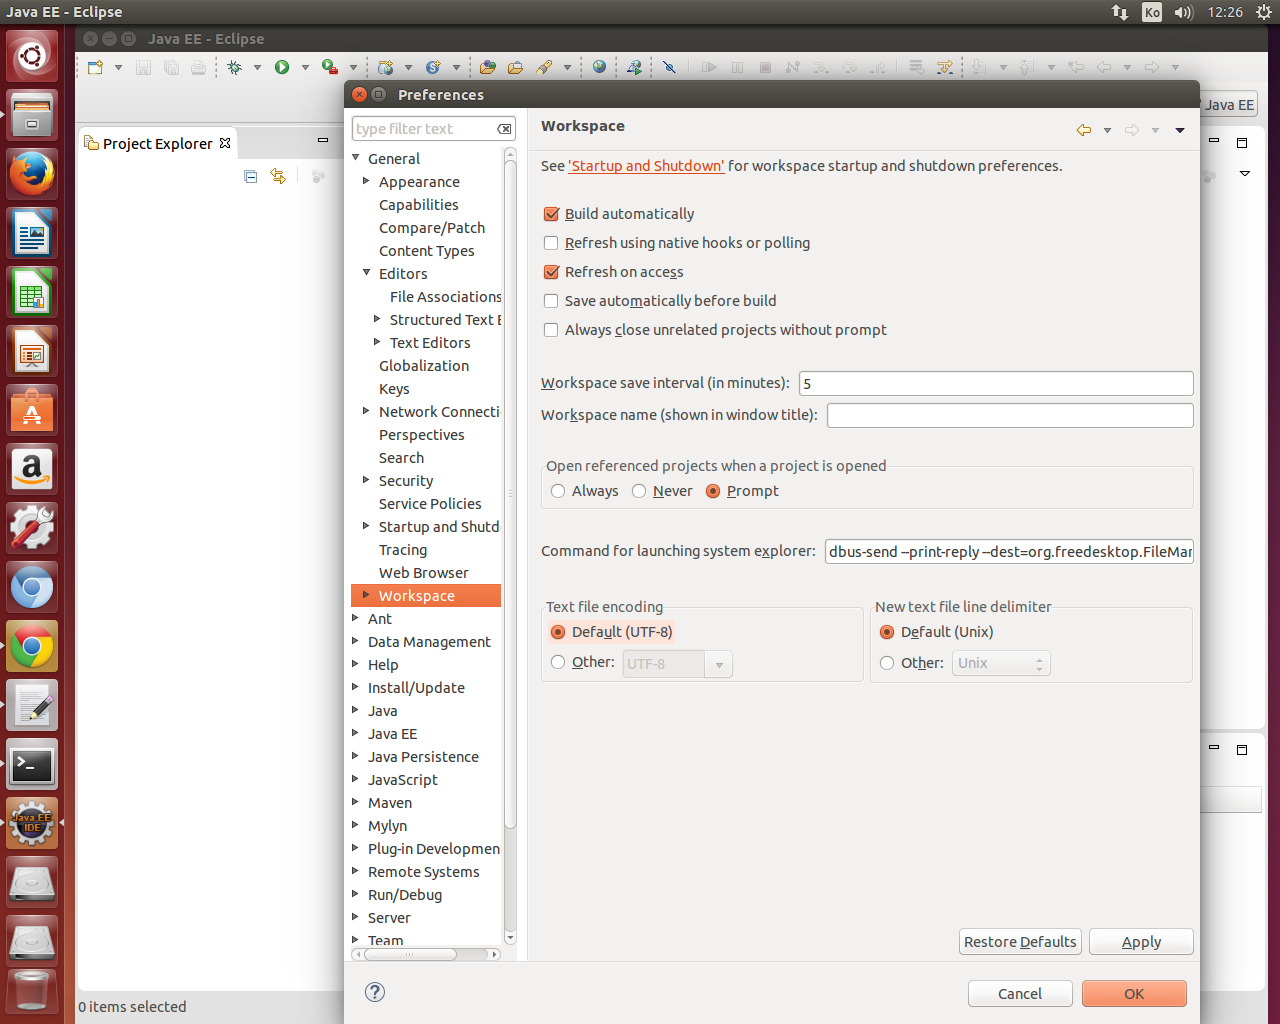 Java EE - Eclipse
Ko
12:26
Java EE - Eclipse
Preferences
Java EE
type filter text
Workspace
Project Explorer
See 'Startup and Shutdown' for workspace startup and shutdown preferences.
General
Appearance
Capabilities
Compare/Patch
Content Types
Editors
File Associations
Structured Text E
Text Editors
Globalization
Keys
Network Connecti
Perspectives
Search
Security
Service Policies
Startup and Shutd
Tracing
Web Browser
Workspace
Ant
Data Management
Help
Install/Update
Java
Java EE
Java Persistence
JavaScript
Maven
Mylyn
Plug-in Developmen
Remote Systems
Run/Debug
Server
Team
Build automatically
Refresh using native hooks or polling
Refresh on access
Save automatically before build
Always close unrelated projects without prompt
Workspace save interval (in minutes): 5
Workspace name (shown in window title):
Open referenced projects when a project is opened
Always Never Prompt
Command for launching system explorer: dbus-send --print-reply --dest=org.freedesktop.FileMan
Text file encoding
Default (UTF-8)
Other: UTF-8
New text file line delimiter
Default (Unix)
Other: Unix
Java EE
IDE
Restore Defaults Apply
Cancel OK
0 items selected